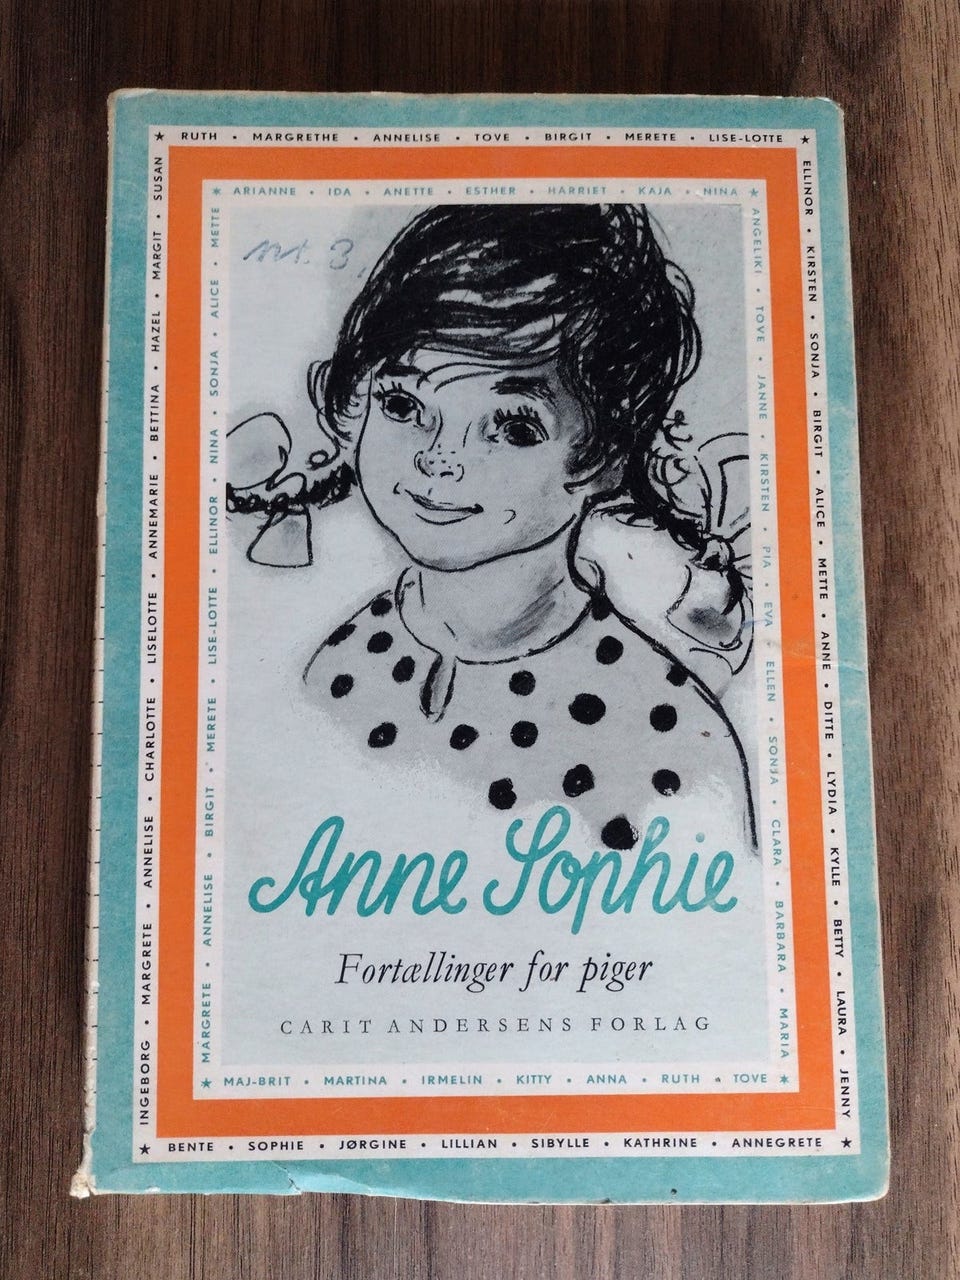 ★ RUTH • MARGRETHE • ANNELISE • TOVE • BIRGIT • MERETE • LISE-LOTTE ★
ELLINOR • KIRSTEN • SONJA • BIRGIT • ALICE • METTE • ANNE • DITTE • LYDIA • KYLLE • BETTY • LAURA • JENNY
★ BENTE • SOPHIE • JØRGINE • LILLIAN • SIBYLLE • KATHRINE • ANNEGRETE ★
INGEBORG • MARGRETE • ANNELISE • CHARLOTTE • LISELOTTE • ANNEMARIE • BETTINA • HAZEL • MARGIT • SUSAN
★ ARIANNE • IDA • ANETTE • ESTHER • HARRIET • KAJA • NINA ★
ANGELIKI • TOVE • JANNE • KIRSTEN • PIA • EVA • ELLEN • SONJA • CLARA • BARBARA • MARIA
★ MAJ-BRIT • MARTINA • IRMELIN • KITTY • ANNA • RUTH • TOVE ★
MARGRETE • ANNELISE • BIRGIT • MERETE • LISE-LOTTE • ELLINOR • NINA • SONJA • ALICE • METTE
nr. 3,
Anne Sophie
Fortællinger for piger
CARIT ANDERSENS FORLAG